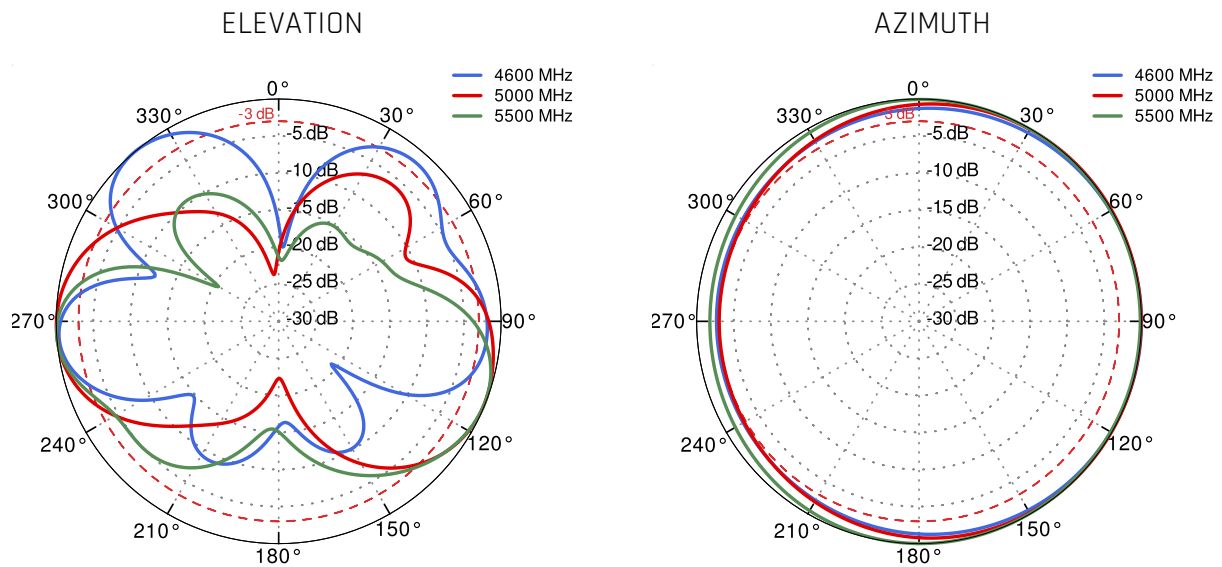 ELEVATION
4600 MHz
5000 MHz
5500 MHz
0°
-3 dB
330°
30°
-5 dB
-10 dB
300°
60°
-15 dB
-20 dB
-25 dB
270°
-30 dB
90°
240°
120°
210°
150°
180°
AZIMUTH
4600 MHz
5000 MHz
5500 MHz
0°
-3 dB
330°
30°
-5 dB
-10 dB
300°
60°
-15 dB
-20 dB
-25 dB
270°
-30 dB
90°
240°
120°
210°
150°
180°